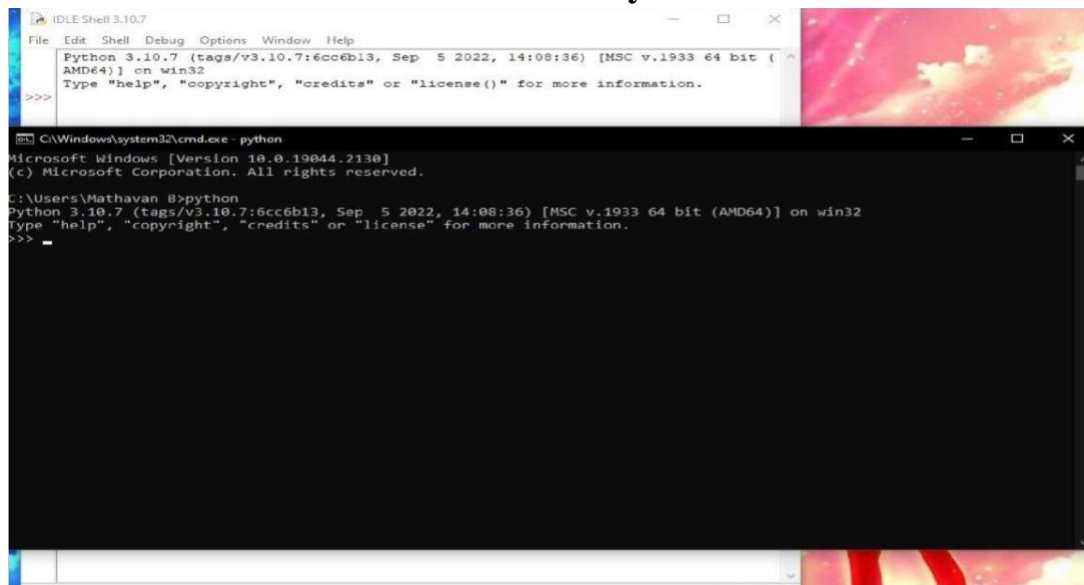 IDLE Shell 3.10.7
File Edit Shell Debug Options Window Help
Python 3.10.7 (tags/v3.10.7:6cc6b13, Sep  5 2022, 14:08:36) [MSC v.1933 64 bit (
AMD64)] on win32
Type "help", "copyright", "credits" or "license()" for more information.
>>>
C:\Windows\system32\cmd.exe - python
Microsoft Windows [Version 10.0.19044.2130]
(c) Microsoft Corporation. All rights reserved.
C:\Users\Mathavan B>python
Python 3.10.7 (tags/v3.10.7:6cc6b13, Sep  5 2022, 14:08:36) [MSC v.1933 64 bit (AMD64)] on win32
Type "help", "copyright", "credits" or "license" for more information.
>>>